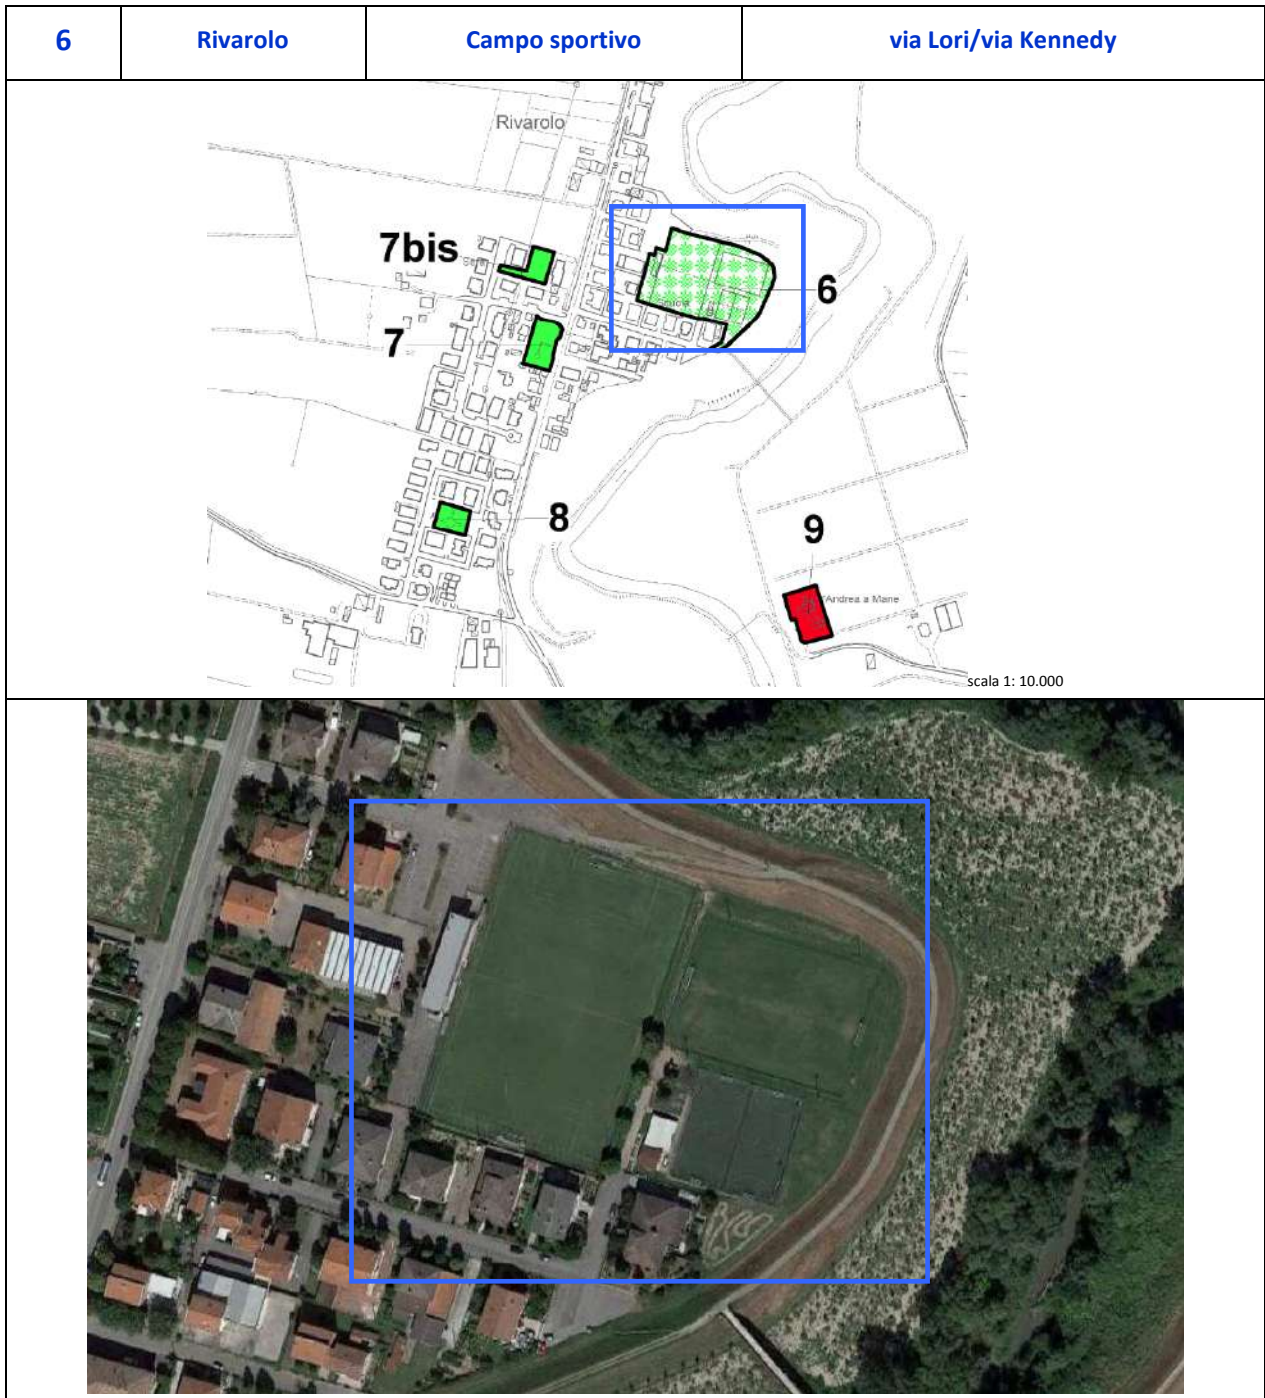 6 Rivarolo Campo sportivo via Lori/via Kennedy
Rivarolo
7bis
6
7
8
9
Andrea a Mane
scala 1: 10.000